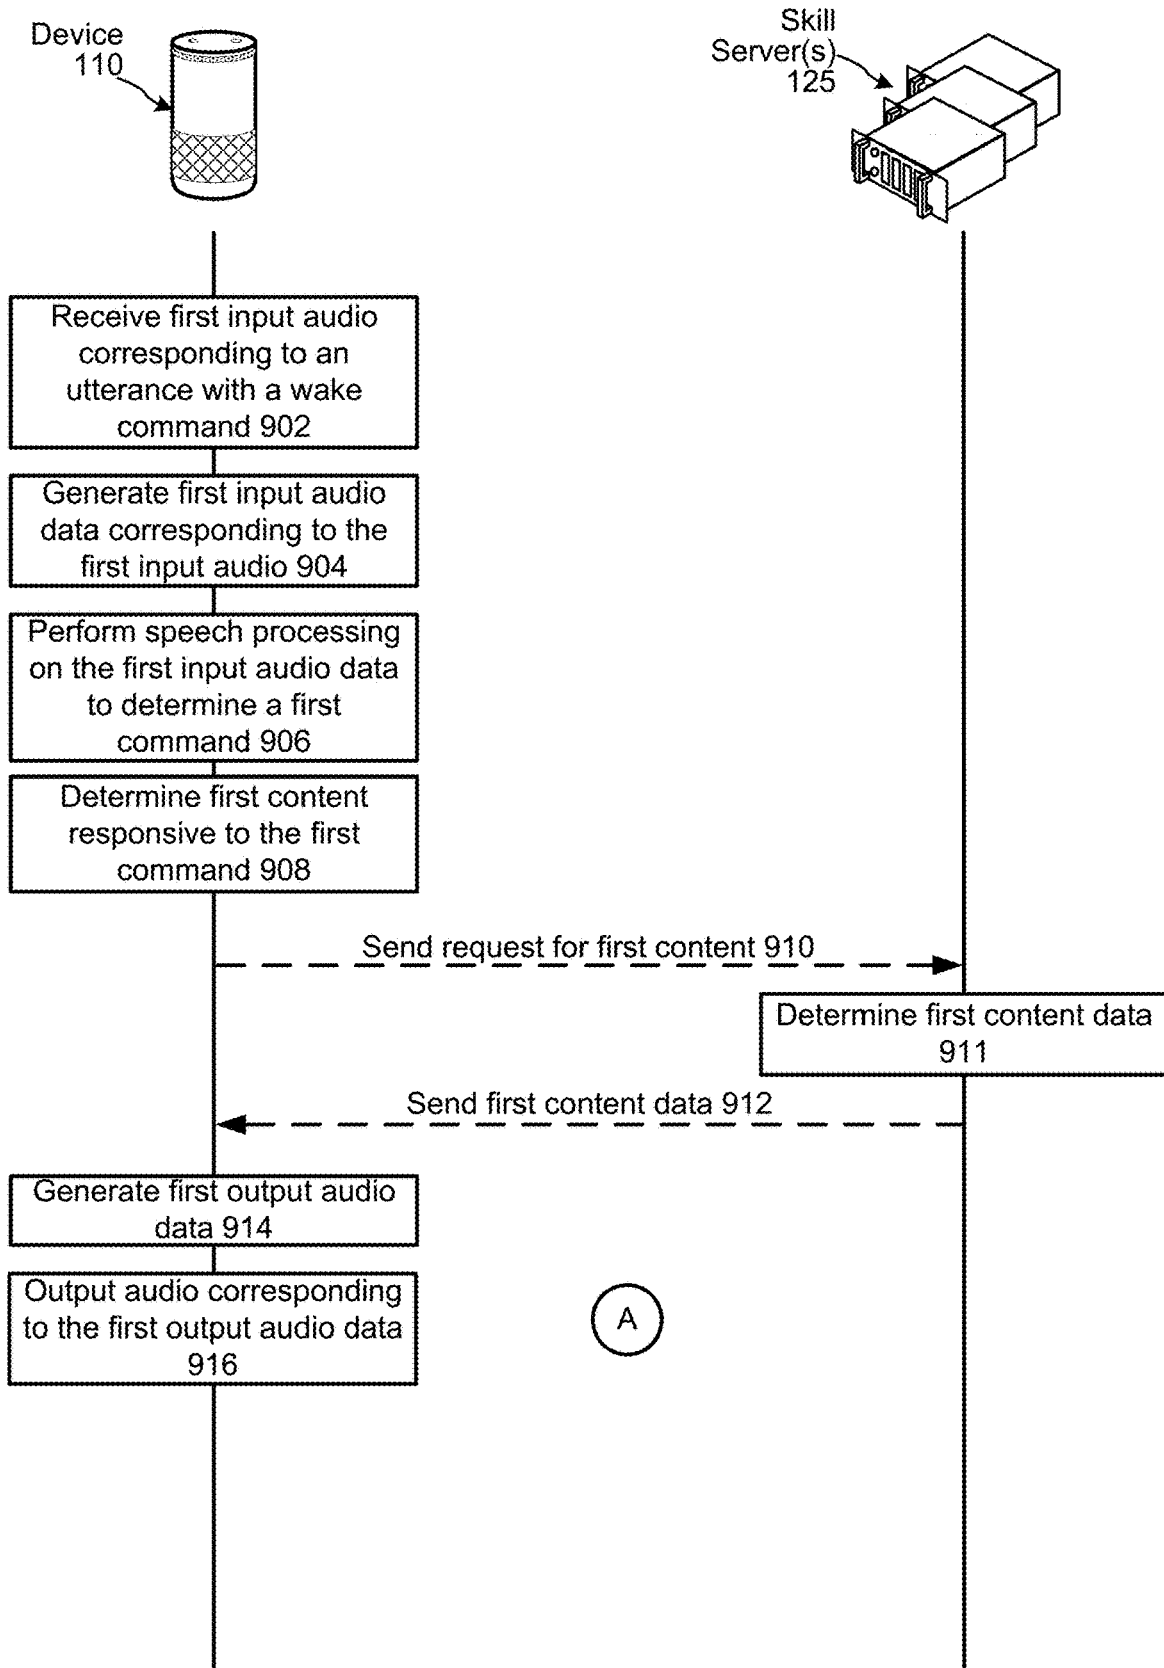 Device
110
Skill
Server(s)
125
Receive first input audio
corresponding to an
utterance with a wake
command 902
Generate first input audio
data corresponding to the
first input audio 904
Perform speech processing
on the first input audio data
to determine a first
command 906
Determine first content
responsive to the first
command 908
Send request for first content 910
Determine first content data
911
Send first content data 912
Generate first output audio
data 914
Output audio corresponding
to the first output audio data
916
A